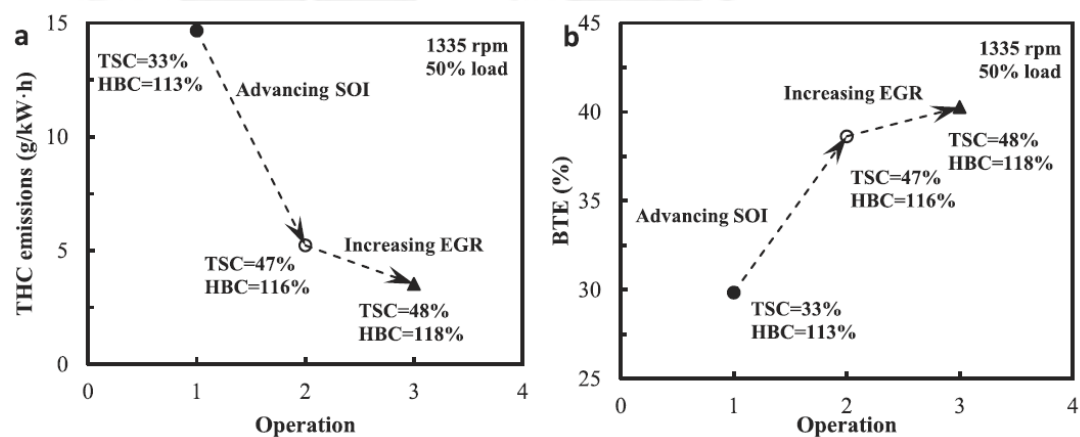 a
15
10
5
0
0
1
2
3
4
THC emissions (g/kW·h)
Operation
1335 rpm
50% load
TSC=33%
HBC=113%
Advancing SOI
Increasing EGR
TSC=47%
HBC=116%
TSC=48%
HBC=118%
b
45
40
35
30
25
0
1
2
3
4
BTE (%)
Operation
1335 rpm
50% load
Increasing EGR
TSC=48%
HBC=118%
TSC=47%
HBC=116%
Advancing SOI
TSC=33%
HBC=113%